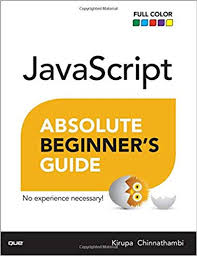 FULL COLOR
JavaScript
ABSOLUTE
BEGINNER'S
GUIDE
No experience necessary!
que
Kirupa Chinnathambi